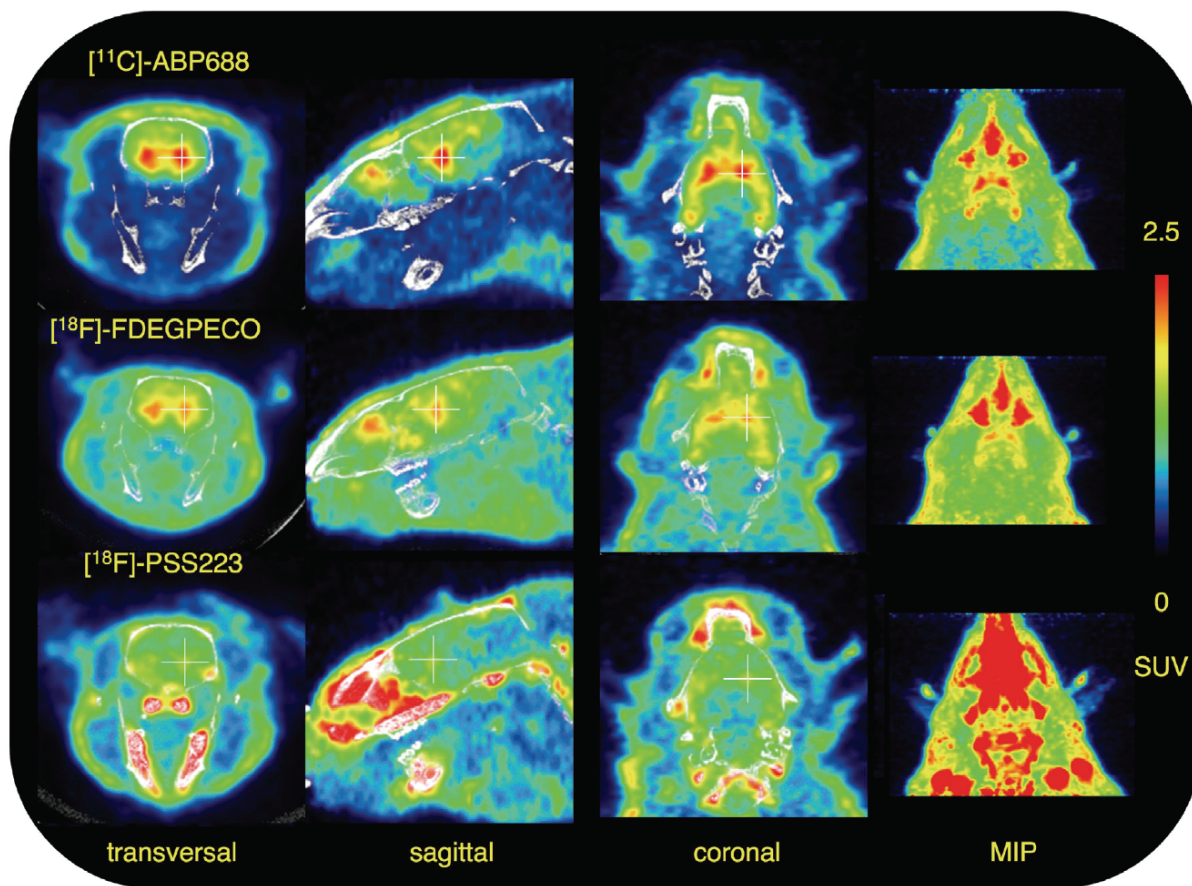 [¹¹C]-ABP688
2.5
[¹⁸F]-FDEGPECO
[¹⁸F]-PSS223
0
SUV
transversal sagittal coronal MIP